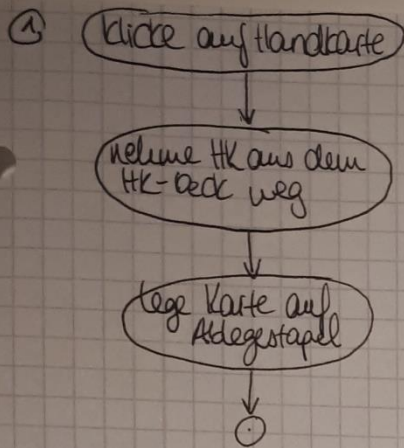 ①
klicke auf Handkarte
nehme HK aus dem
HK-Deck weg
lege Karte auf
Ablegestapel